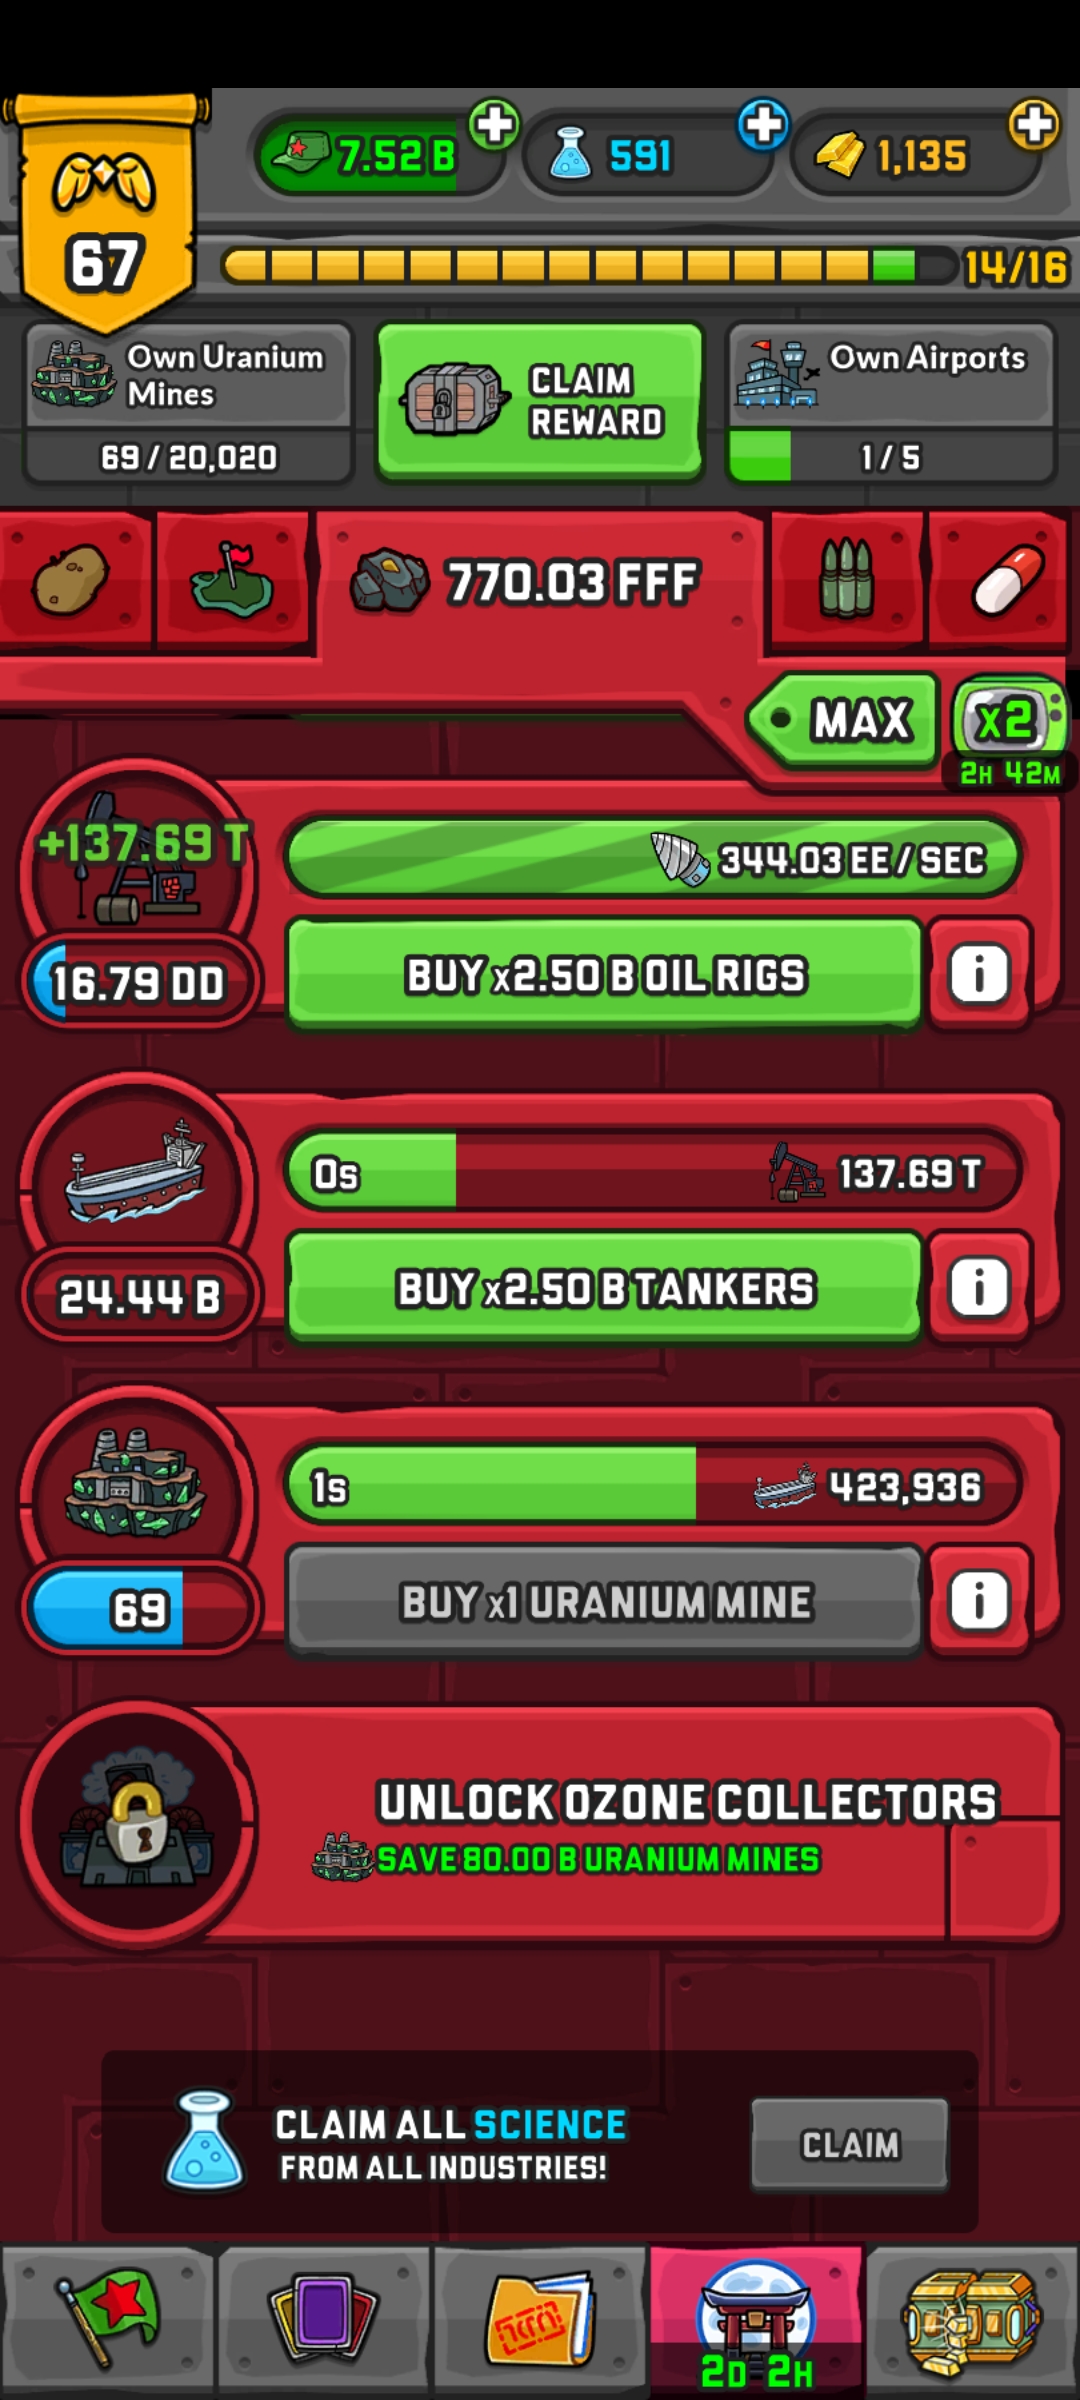 7.52 B
591
1,135
67
14/16
Own Uranium
Mines
69 / 20,020
CLAIM
REWARD
Own Airports
1 / 5
770.03 FFF
MAX
x2
2H 42M
+137.69 T
344.03 EE / SEC
16.79 DD
BUY x2.50 B OIL RIGS
i
0s
137.69 T
24.44 B
BUY x2.50 B TANKERS
i
1s
423,936
69
BUY x1 URANIUM MINE
i
UNLOCK OZONE COLLECTORS
SAVE 80.00 B URANIUM MINES
CLAIM ALL SCIENCE
FROM ALL INDUSTRIES!
CLAIM
2D 2H